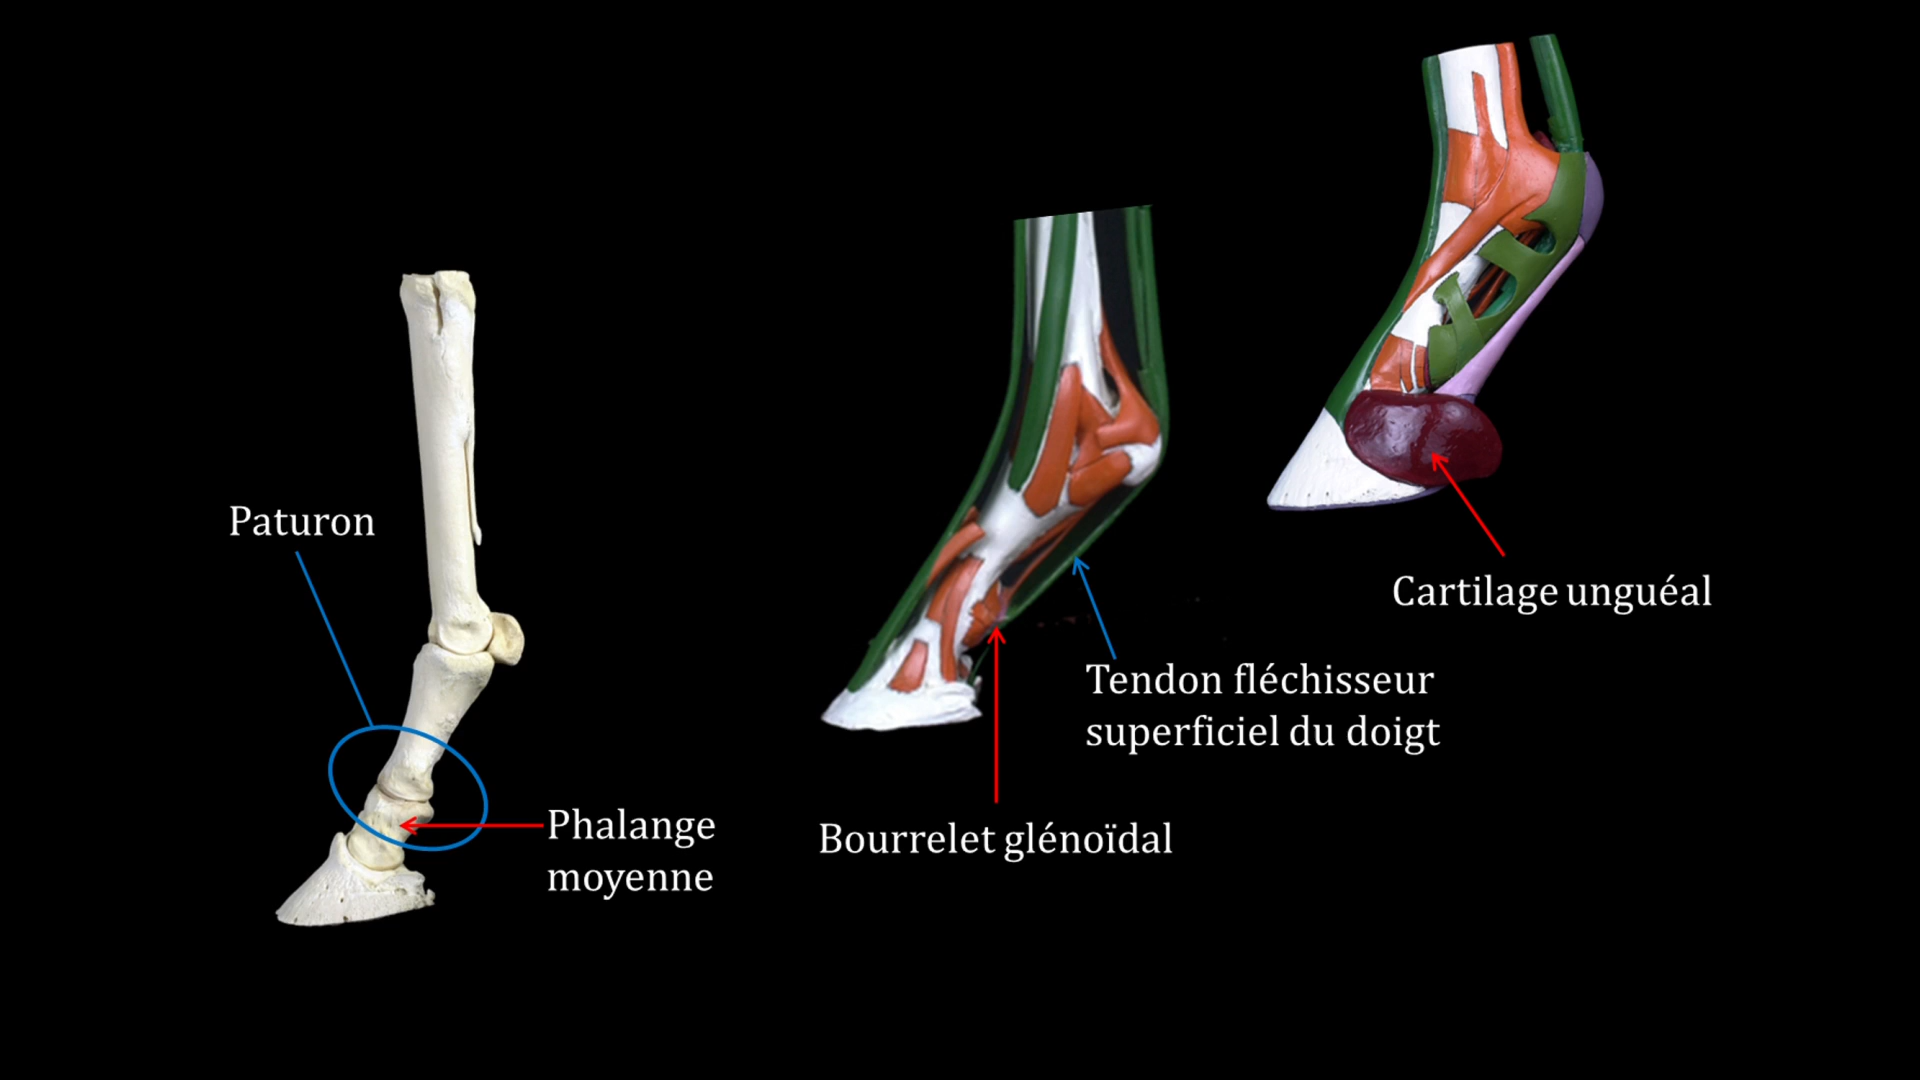 Paturon
Phalange
moyenne
Bourrelet glénoïdal
Tendon fléchisseur
superficiel du doigt
Cartilage unguéal